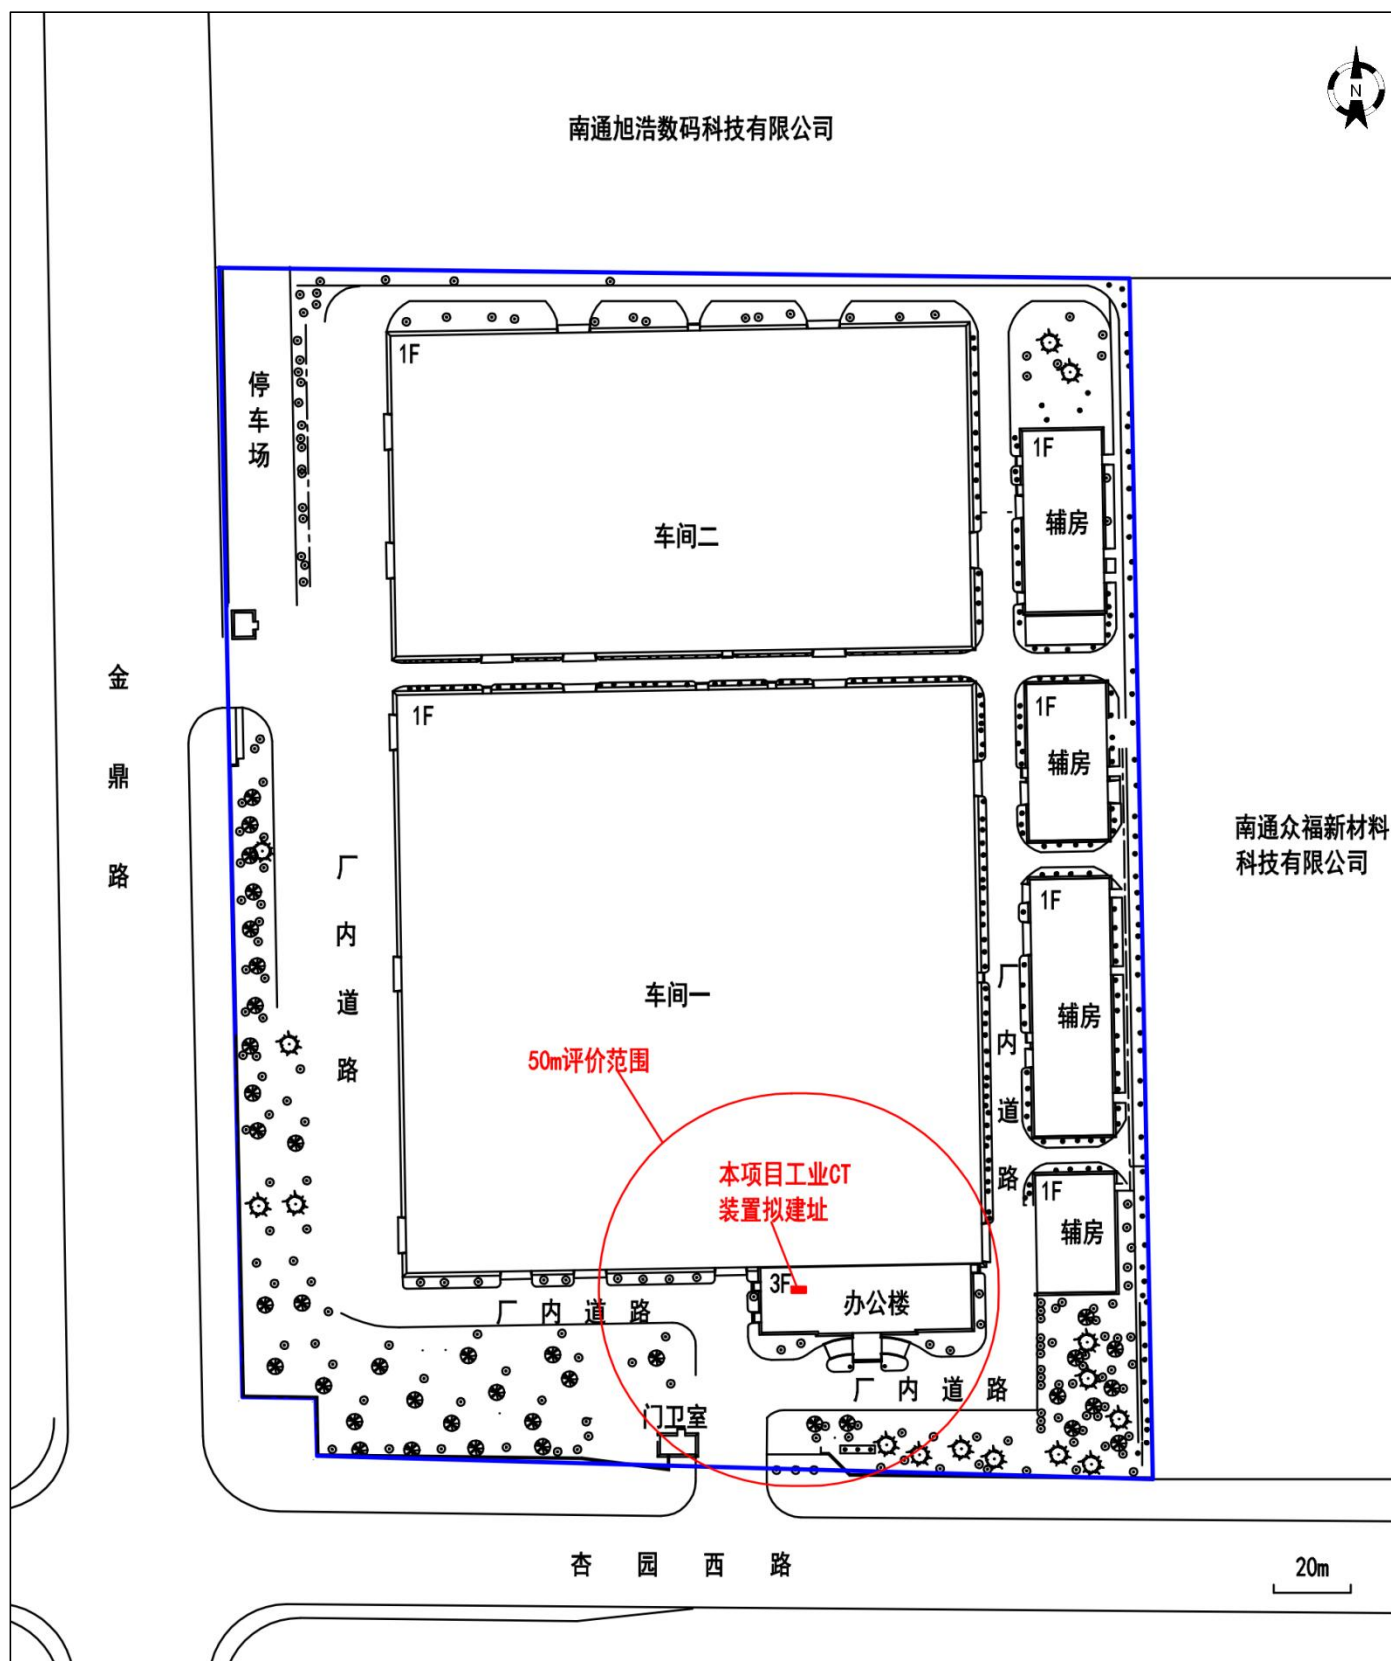 N
南通旭浩数码科技有限公司
1F
停车场
1F
车间二
辅房
金鼎路
1F
1F
辅房
南通众福新材料
科技有限公司
厂内道路
1F
车间一
厂内道路
辅房
50m评价范围
本项目工业CT
装置拟建址
1F
辅房
3F
办公楼
厂内道路
厂内道路
门卫室
杏园西路
20m